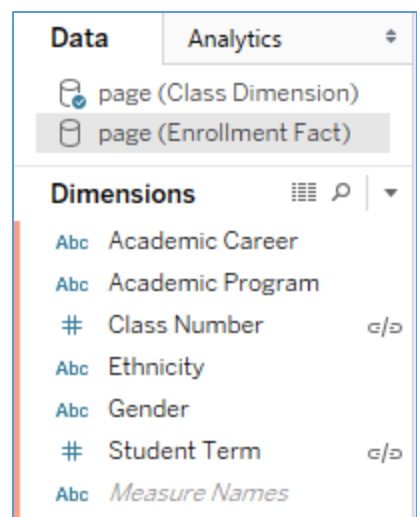 Data Analytics
page (Class Dimension)
page (Enrollment Fact)
Dimensions
Abc Academic Career
Abc Academic Program
# Class Number
Abc Ethnicity
Abc Gender
# Student Term
Abc Measure Names